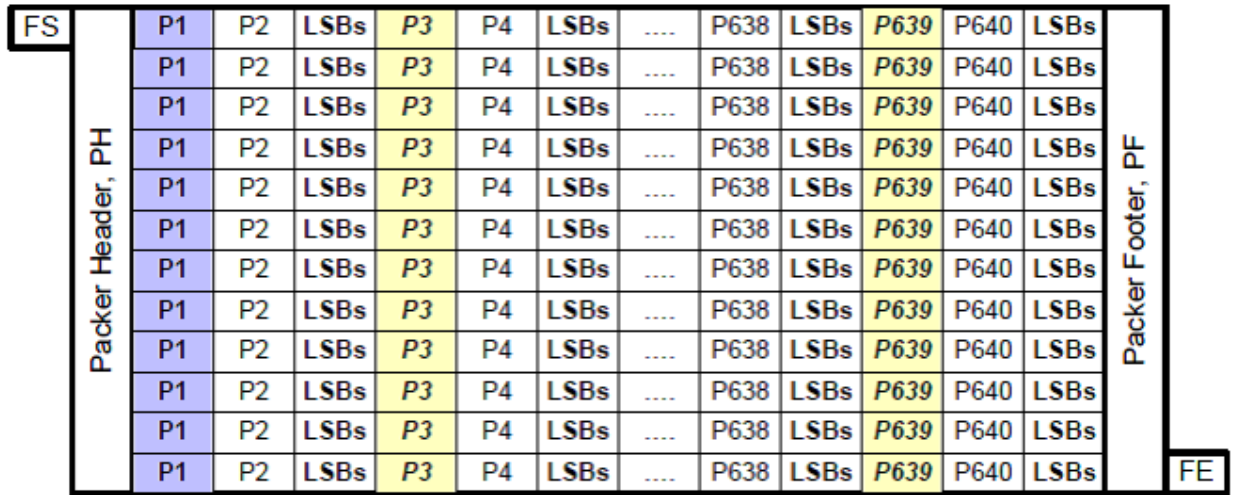 FS P1 P2 LSBs P3 P4 LSBs .... P638 LSBs P639 P640 LSBs
P1 P2 LSBs P3 P4 LSBs .... P638 LSBs P639 P640 LSBs
P1 P2 LSBs P3 P4 LSBs .... P638 LSBs P639 P640 LSBs
P1 P2 LSBs P3 P4 LSBs .... P638 LSBs P639 P640 LSBs
P1 P2 LSBs P3 P4 LSBs .... P638 LSBs P639 P640 LSBs
P1 P2 LSBs P3 P4 LSBs .... P638 LSBs P639 P640 LSBs
P1 P2 LSBs P3 P4 LSBs .... P638 LSBs P639 P640 LSBs
P1 P2 LSBs P3 P4 LSBs .... P638 LSBs P639 P640 LSBs
P1 P2 LSBs P3 P4 LSBs .... P638 LSBs P639 P640 LSBs
P1 P2 LSBs P3 P4 LSBs .... P638 LSBs P639 P640 LSBs
P1 P2 LSBs P3 P4 LSBs .... P638 LSBs P639 P640 LSBs
P1 P2 LSBs P3 P4 LSBs .... P638 LSBs P639 P640 LSBs FE
Packer Header, PH
Packer Footer, PF